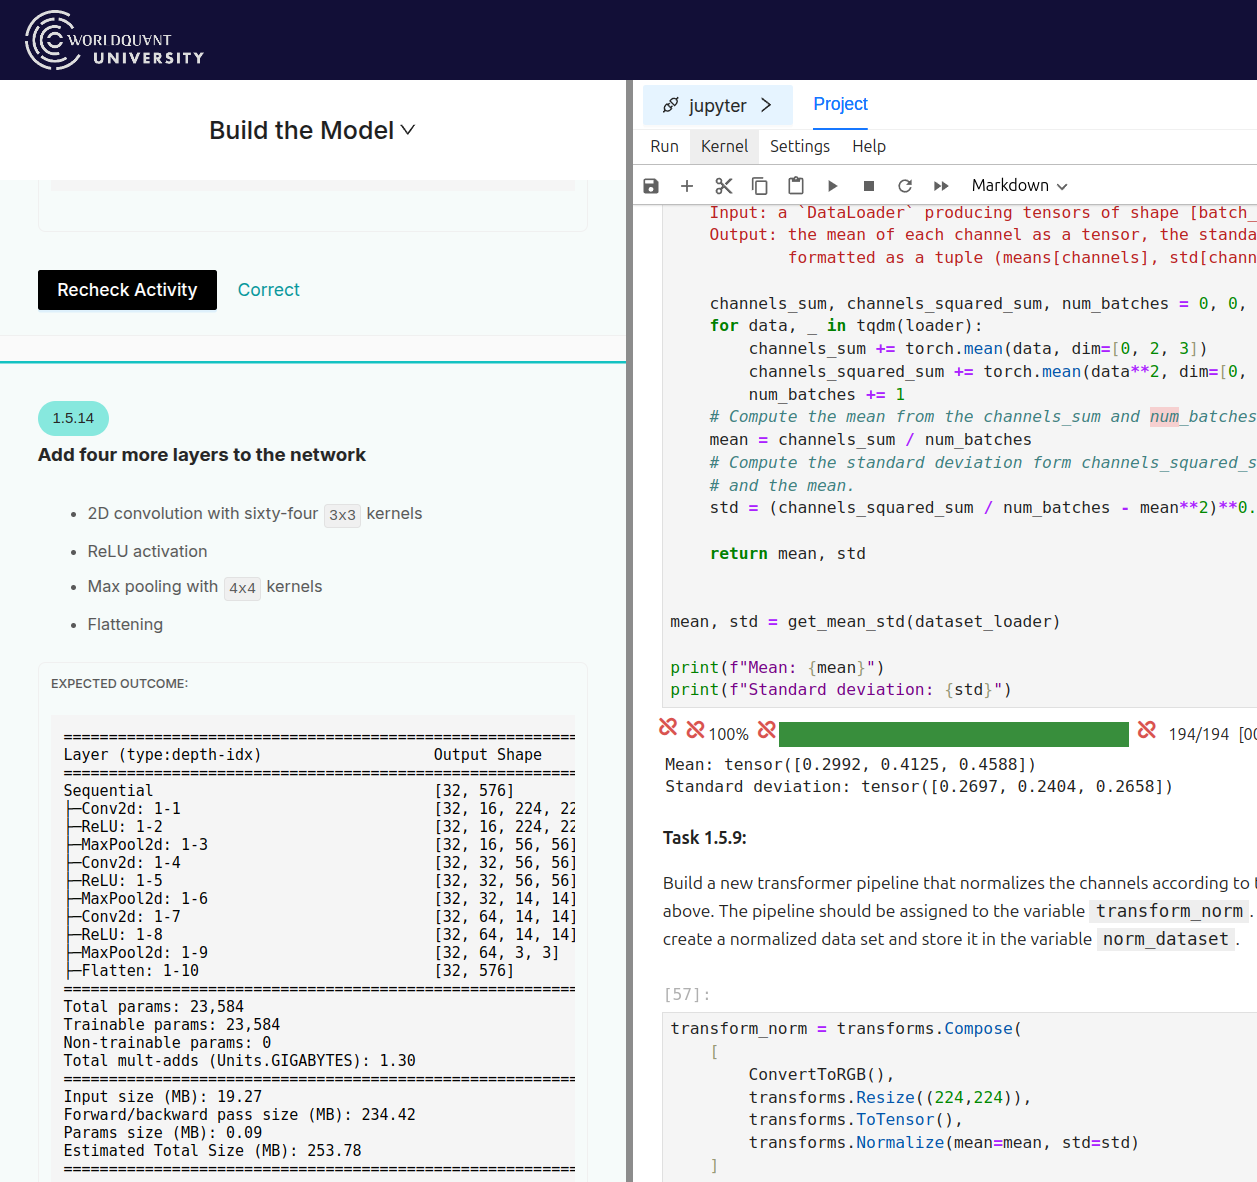 WORLDQUANT
UNIVERSITY
Build the Model
Recheck Activity Correct
1.5.14
Add four more layers to the network
• 2D convolution with sixty-four 3x3 kernels
• ReLU activation
• Max pooling with 4x4 kernels
• Flattening
EXPECTED OUTCOME:
=========================================================
Layer (type:depth-idx) Output Shape
=========================================================
Sequential [32, 576]
├─Conv2d: 1-1 [32, 16, 224, 22
├─ReLU: 1-2 [32, 16, 224, 22
├─MaxPool2d: 1-3 [32, 16, 56, 56]
├─Conv2d: 1-4 [32, 32, 56, 56]
├─ReLU: 1-5 [32, 32, 56, 56]
├─MaxPool2d: 1-6 [32, 32, 14, 14]
├─Conv2d: 1-7 [32, 64, 14, 14]
├─ReLU: 1-8 [32, 64, 14, 14]
├─MaxPool2d: 1-9 [32, 64, 3, 3]
├─Flatten: 1-10 [32, 576]
=========================================================
Total params: 23,584
Trainable params: 23,584
Non-trainable params: 0
Total mult-adds (Units.GIGABYTES): 1.30
=========================================================
Input size (MB): 19.27
Forward/backward pass size (MB): 234.42
Params size (MB): 0.09
Estimated Total Size (MB): 253.78
=========================================================
jupyter Project
Run Kernel Settings Help
Markdown
Input: a `DataLoader` producing tensors of shape [batch_
Output: the mean of each channel as a tensor, the standa
formatted as a tuple (means[channels], std[chann
channels_sum, channels_squared_sum, num_batches = 0, 0,
for data, _ in tqdm(loader):
channels_sum += torch.mean(data, dim=[0, 2, 3])
channels_squared_sum += torch.mean(data**2, dim=[0,
num_batches += 1
# Compute the mean from the channels_sum and num_batches
mean = channels_sum / num_batches
# Compute the standard deviation form channels_squared_s
# and the mean.
std = (channels_squared_sum / num_batches - mean**2)**0.
return mean, std
mean, std = get_mean_std(dataset_loader)
print(f"Mean: {mean}")
print(f"Standard deviation: {std}")
100% 194/194 [00
Mean: tensor([0.2992, 0.4125, 0.4588])
Standard deviation: tensor([0.2697, 0.2404, 0.2658])
Task 1.5.9:
Build a new transformer pipeline that normalizes the channels according to t
above. The pipeline should be assigned to the variable transform_norm .
create a normalized data set and store it in the variable norm_dataset .
[57]:
transform_norm = transforms.Compose(
[
ConvertToRGB(),
transforms.Resize((224,224)),
transforms.ToTensor(),
transforms.Normalize(mean=mean, std=std)
]